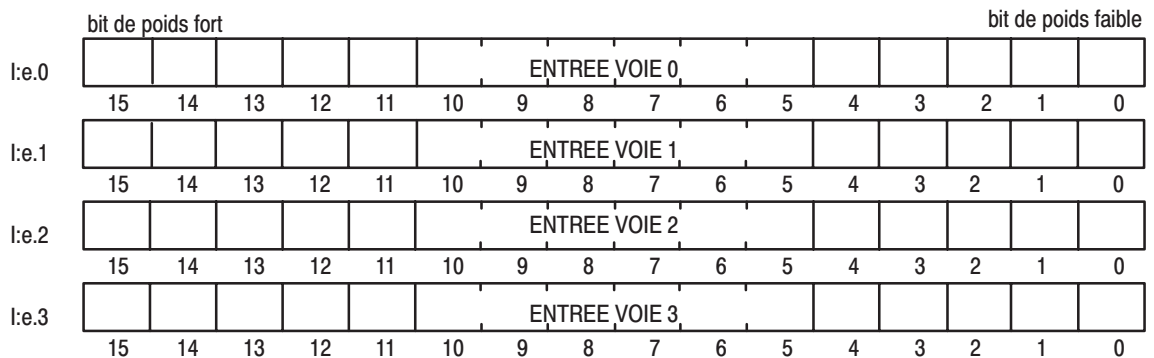 bit de poids fort bit de poids faible
I:e.0 ENTREE VOIE 0
15 14 13 12 11 10 9 8 7 6 5 4 3 2 1 0
I:e.1 ENTREE VOIE 1
15 14 13 12 11 10 9 8 7 6 5 4 3 2 1 0
I:e.2 ENTREE VOIE 2
15 14 13 12 11 10 9 8 7 6 5 4 3 2 1 0
I:e.3 ENTREE VOIE 3
15 14 13 12 11 10 9 8 7 6 5 4 3 2 1 0